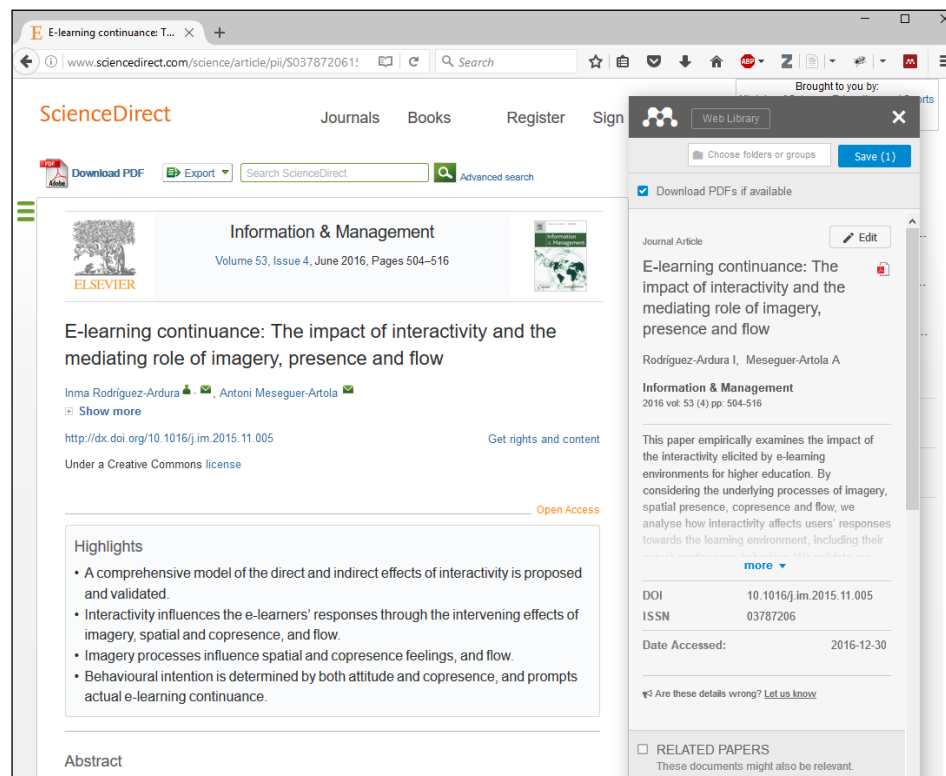 E-learning continuance: T...
www.sciencedirect.com/science/article/pii/S0378720615
Search
ABP
Z
Brought to you by:
ScienceDirect
Journals
Books
Register
Sign
Web Library
Choose folders or groups
Save (1)
PDF
Adobe
Download PDF
Export
Search ScienceDirect
Advanced search
Download PDFs if available
ELSEVIER
Information & Management
Volume 53, Issue 4, June 2016, Pages 504–516
E-learning continuance: The impact of interactivity and the
mediating role of imagery, presence and flow
Inma Rodríguez-Ardura , , Antoni Meseguer-Artola
Show more
http://dx.doi.org/10.1016/j.im.2015.11.005
Get rights and content
Under a Creative Commons license
Open Access
Highlights
• A comprehensive model of the direct and indirect effects of interactivity is proposed
and validated.
• Interactivity influences the e-learners' responses through the intervening effects of
imagery, spatial and copresence, and flow.
• Imagery processes influence spatial and copresence feelings, and flow.
• Behavioural intention is determined by both attitude and copresence, and prompts
actual e-learning continuance.
Abstract
Journal Article
Edit
E-learning continuance: The
impact of interactivity and the
mediating role of imagery,
presence and flow
Rodríguez-Ardura I, Meseguer-Artola A
Information & Management
2016 vol: 53 (4) pp: 504-516
This paper empirically examines the impact of
the interactivity elicited by e-learning
environments for higher education. By
considering the underlying processes of imagery,
spatial presence, copresence and flow, we
analyse how interactivity affects users' responses
towards the learning environment, including their
more
DOI 10.1016/j.im.2015.11.005
ISSN 03787206
Date Accessed: 2016-12-30
Are these details wrong? Let us know
RELATED PAPERS
These documents might also be relevant.